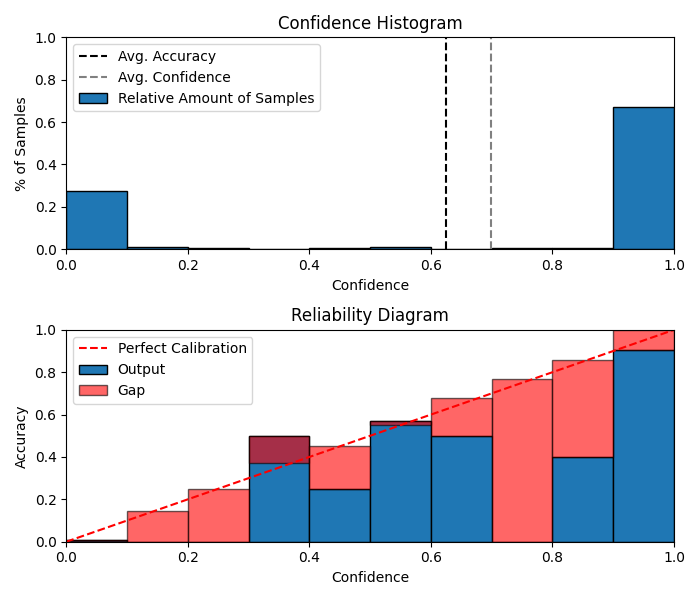 Confidence Histogram
1.0
0.8
0.6
0.4
0.2
0.0
% of Samples
Avg. Accuracy
Avg. Confidence
Relative Amount of Samples
0.0 0.2 0.4 0.6 0.8 1.0
Confidence
Reliability Diagram
1.0
0.8
0.6
0.4
0.2
0.0
Accuracy
Perfect Calibration
Output
Gap
0.0 0.2 0.4 0.6 0.8 1.0
Confidence